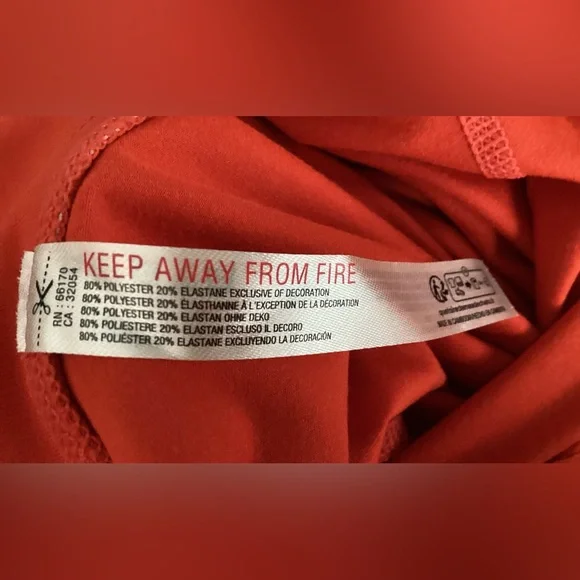 KEEP AWAY FROM FIRE
80% POLYESTER 20% ELASTANE EXCLUSIVE OF DECORATION
80% POLYESTER 20% ÉLASTHANNE À L'EXCEPTION DE LA DÉCORATION
80% POLYESTER 20% ELASTAN OHNE DEKO
80% POLIESTERE 20% ELASTAN ESCLUSO IL DECORO
80% POLIÉSTER 20% ELASTANE EXCLUYENDO LA DECORACIÓN
RN : 66170
CA : 32054